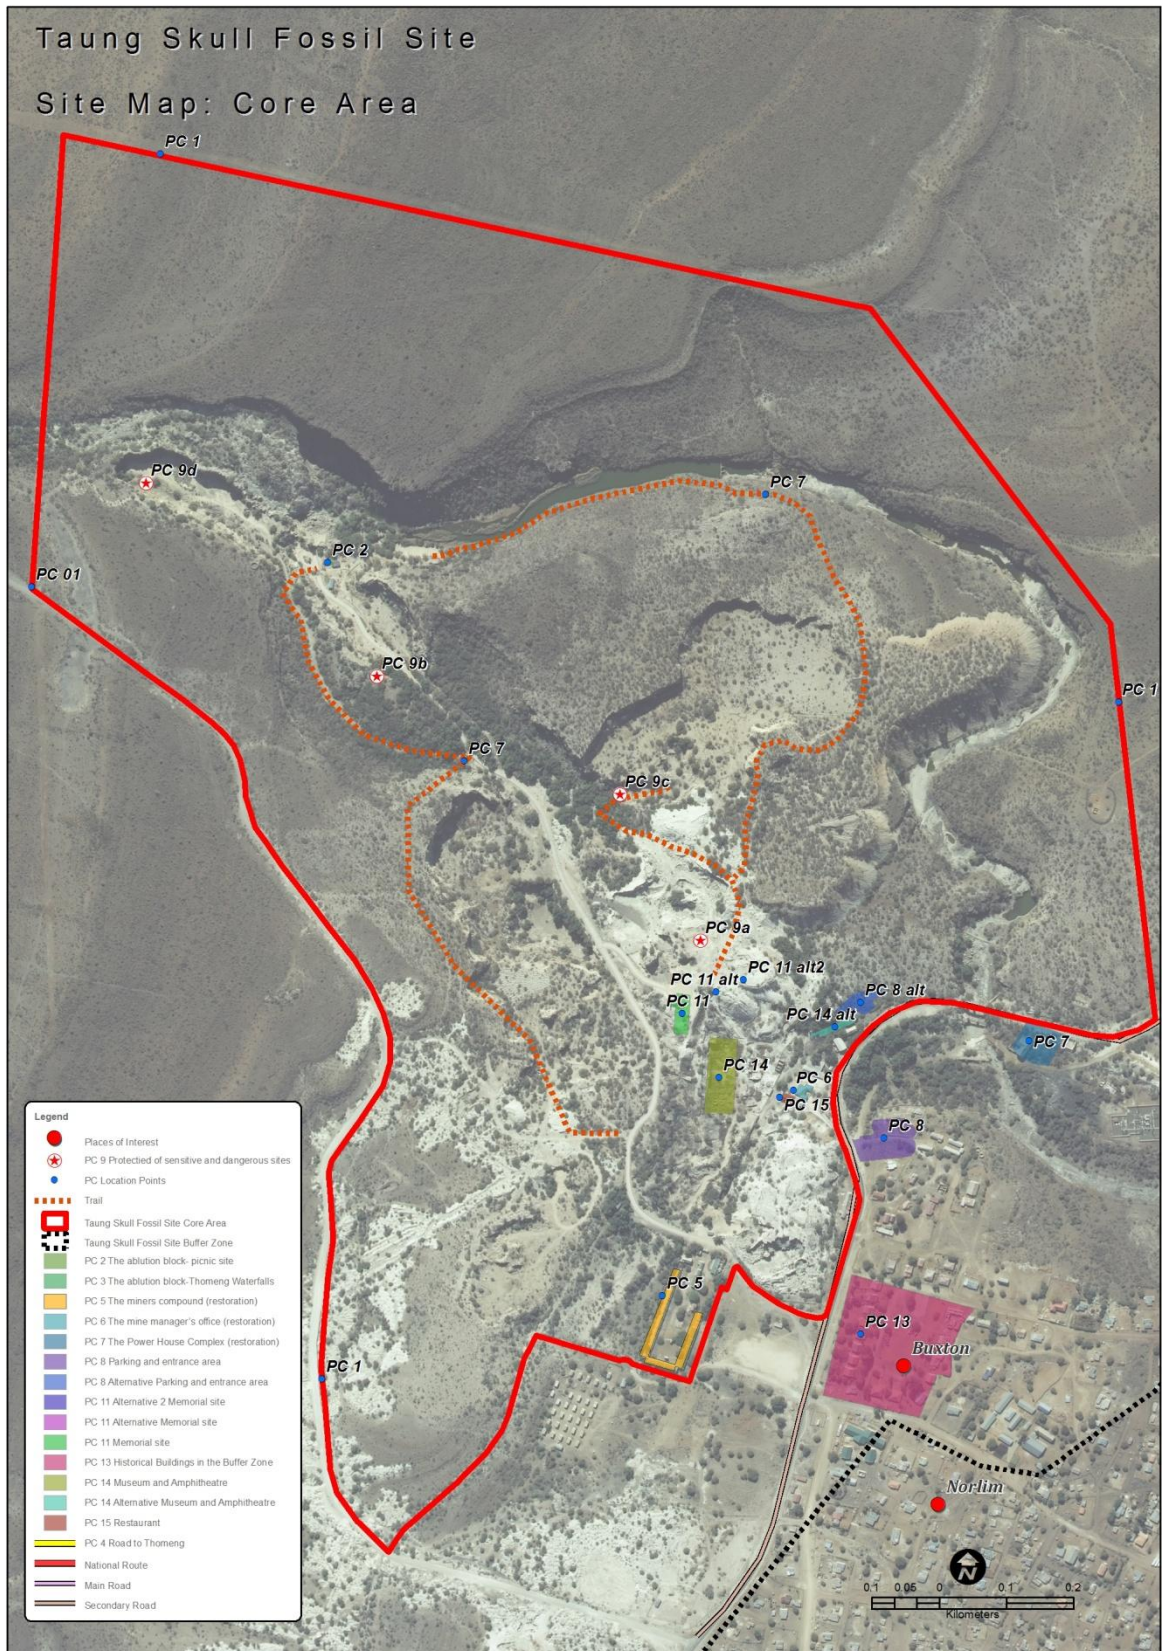 Taung Skull Fossil Site
Site Map: Core Area
PC 1
PC 9d
PC 7
PC 2
PC 01
PC 9b
PC 1
PC 7
PC 9c
PC 9a
PC 11 alt2
PC 11 alt
PC 8 alt
PC 11
PC 14 alt
PC 7
PC 14
PC 6
PC 15
PC 8
PC 5
PC 13
Buxton
PC 1
Norlim
N
0.1 0.05 0 0.1 0.2
Kilometers
Legend
Places of Interest
PC 9 Protectied of sensitive and dangerous sites
PC Location Points
Trail
Taung Skull Fossil Site Core Area
Taung Skull Fossil Site Buffer Zone
PC 2 The ablution block- picnic site
PC 3 The ablution block-Thomeng Waterfalls
PC 5 The miners compound (restoration)
PC 6 The mine manager's office (restoration)
PC 7 The Power House Complex (restoration)
PC 8 Parking and entrance area
PC 8 Alternative Parking and entrance area
PC 11 Alternative 2 Memorial site
PC 11 Alternative Memorial site
PC 11 Memorial site
PC 13 Historical Buildings in the Buffer Zone
PC 14 Museum and Amphitheatre
PC 14 Alternative Museum and Amphitheatre
PC 15 Restaurant
PC 4 Road to Thomeng
National Route
Main Road
Secondary Road